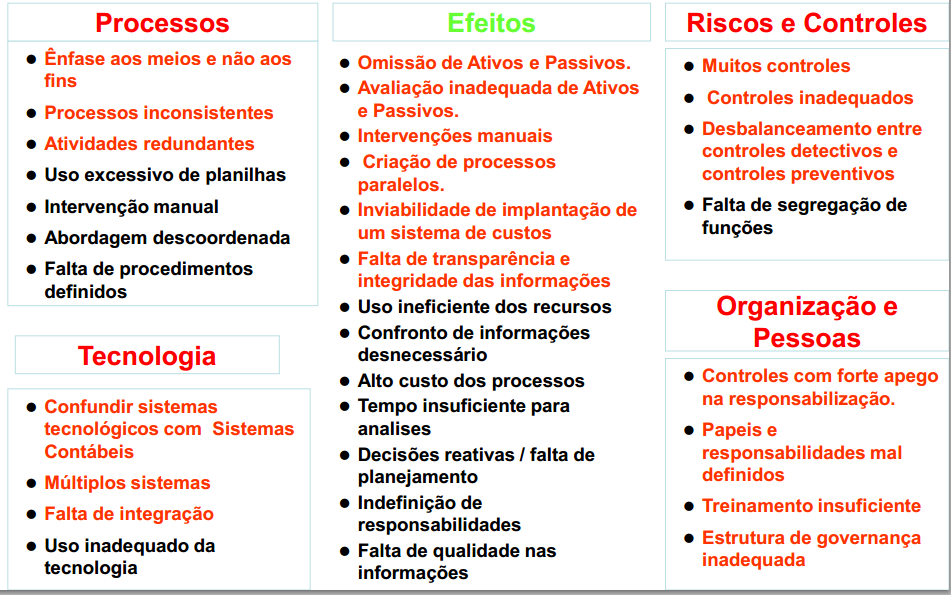 Processos
Ênfase aos meios e não aos
fins
Processos inconsistentes
Atividades redundantes
Uso excessivo de planilhas
Intervenção manual
Abordagem descoordenada
Falta de procedimentos
definidos
Tecnologia
Confundir sistemas
tecnológicos com Sistemas
Contábeis
Múltiplos sistemas
Falta de integração
Uso inadequado da
tecnologia
Efeitos
Omissão de Ativos e Passivos.
Avaliação inadequada de Ativos
e Passivos.
Intervenções manuais
Criação de processos
paralelos.
Inviabilidade de implantação de
um sistema de custos
Falta de transparência e
integridade das informações
Uso ineficiente dos recursos
Confronto de informações
desnecessário
Alto custo dos processos
Tempo insuficiente para
analises
Decisões reativas / falta de
planejamento
Indefinição de
responsabilidades
Falta de qualidade nas
informações
Riscos e Controles
Muitos controles
Controles inadequados
Desbalanceamento entre
controles detectivos e
controles preventivos
Falta de segregação de
funções
Organização e
Pessoas
Controles com forte apego
na responsabilização.
Papeis e
responsabilidades mal
definidos
Treinamento insuficiente
Estrutura de governança
inadequada